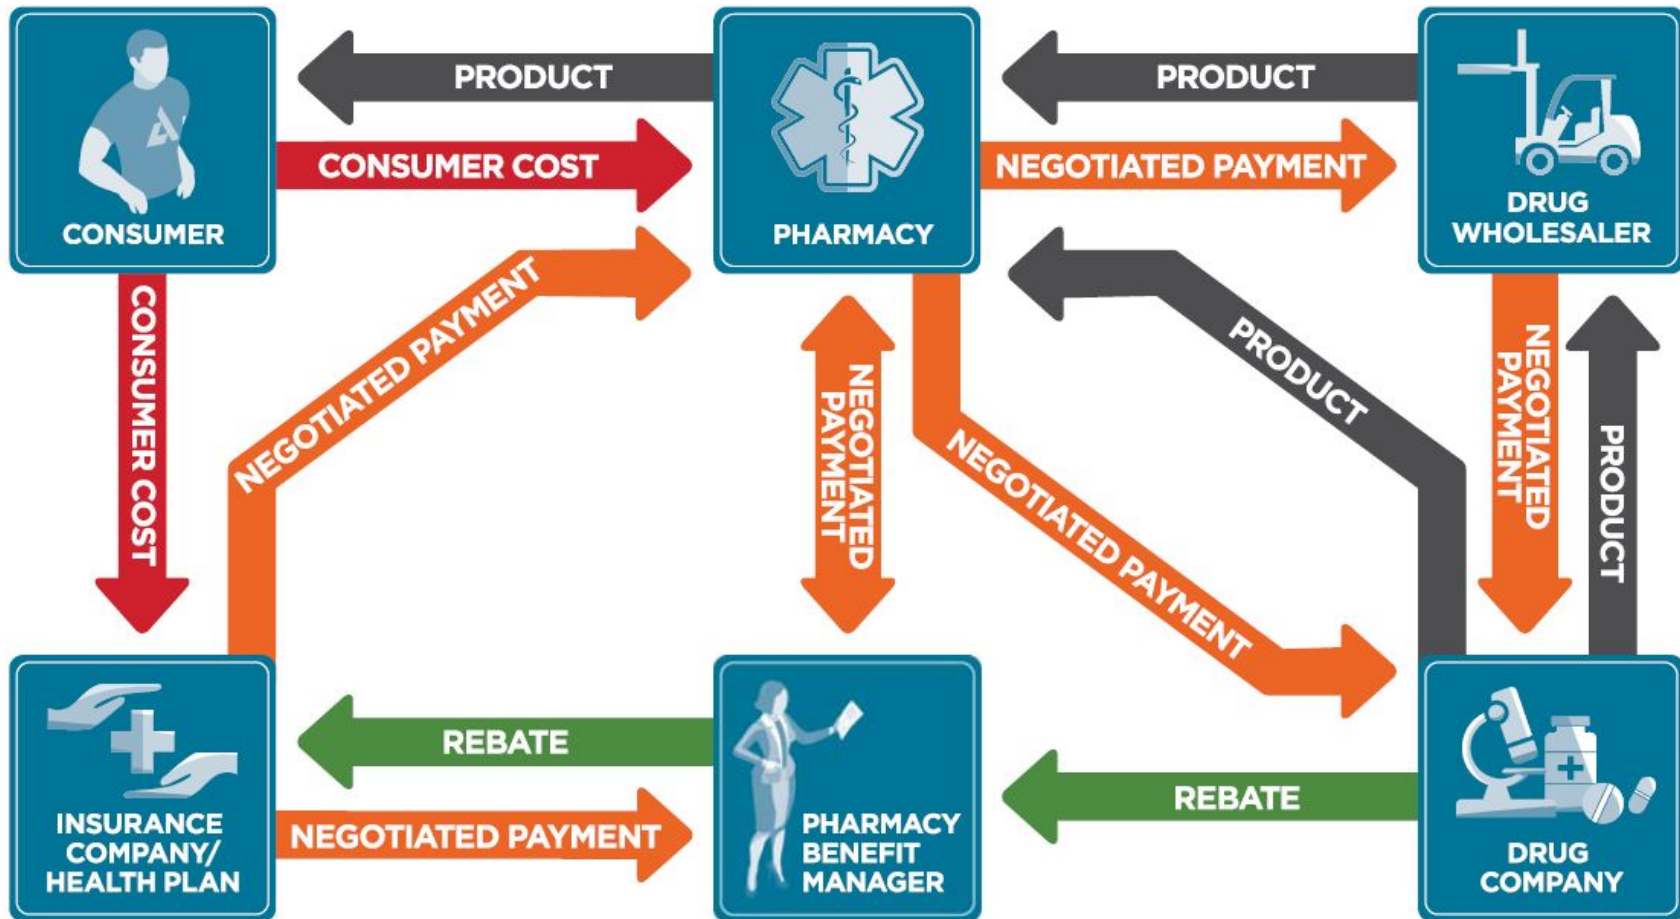 PRODUCT
PRODUCT
CONSUMER COST
NEGOTIATED PAYMENT
CONSUMER
PHARMACY
DRUG
WHOLESALER
CONSUMER COST
NEGOTIATED PAYMENT
NEGOTIATED
PAYMENT
NEGOTIATED PAYMENT
PRODUCT
NEGOTIATED
PAYMENT
PRODUCT
REBATE
REBATE
NEGOTIATED PAYMENT
INSURANCE
COMPANY/
HEALTH PLAN
PHARMACY
BENEFIT
MANAGER
DRUG
COMPANY